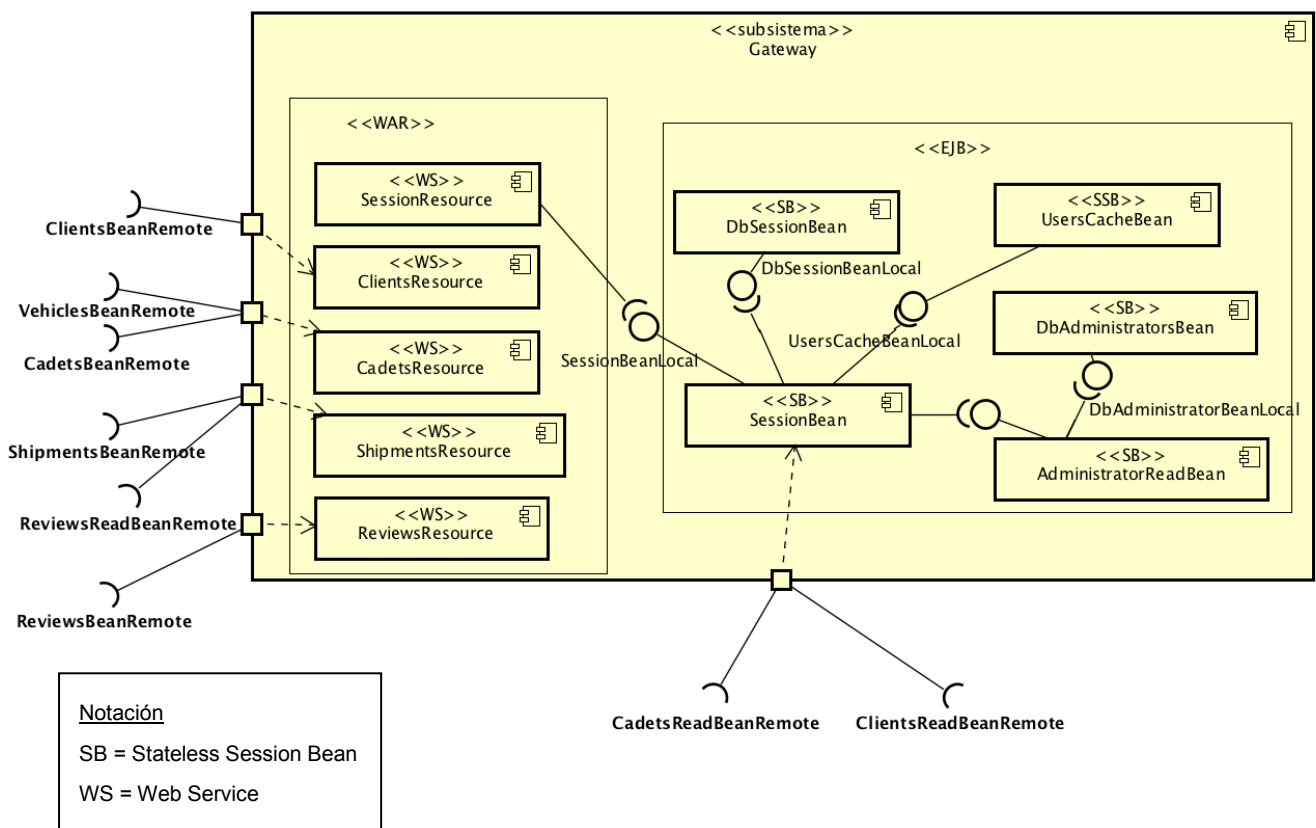 <<subsistema>>
Gateway
<<WAR>>
<<WS>>
SessionResource
<<WS>>
ClientsResource
<<WS>>
CadetsResource
<<WS>>
ShipmentsResource
<<WS>>
ReviewsResource
<<EJB>>
<<SB>>
DbSessionBean
<<SSB>>
UsersCacheBean
DbSessionBeanLocal
<<SB>>
DbAdministratorsBean
UsersCacheBeanLocal
SessionBeanLocal
<<SB>>
SessionBean
DbAdministratorBeanLocal
<<SB>>
AdministratorReadBean
ClientsBeanRemote
VehiclesBeanRemote
CadetsBeanRemote
ShipmentsBeanRemote
ReviewsReadBeanRemote
ReviewsBeanRemote
CadetsReadBeanRemote
ClientsReadBeanRemote
Notación
SB = Stateless Session Bean
WS = Web Service